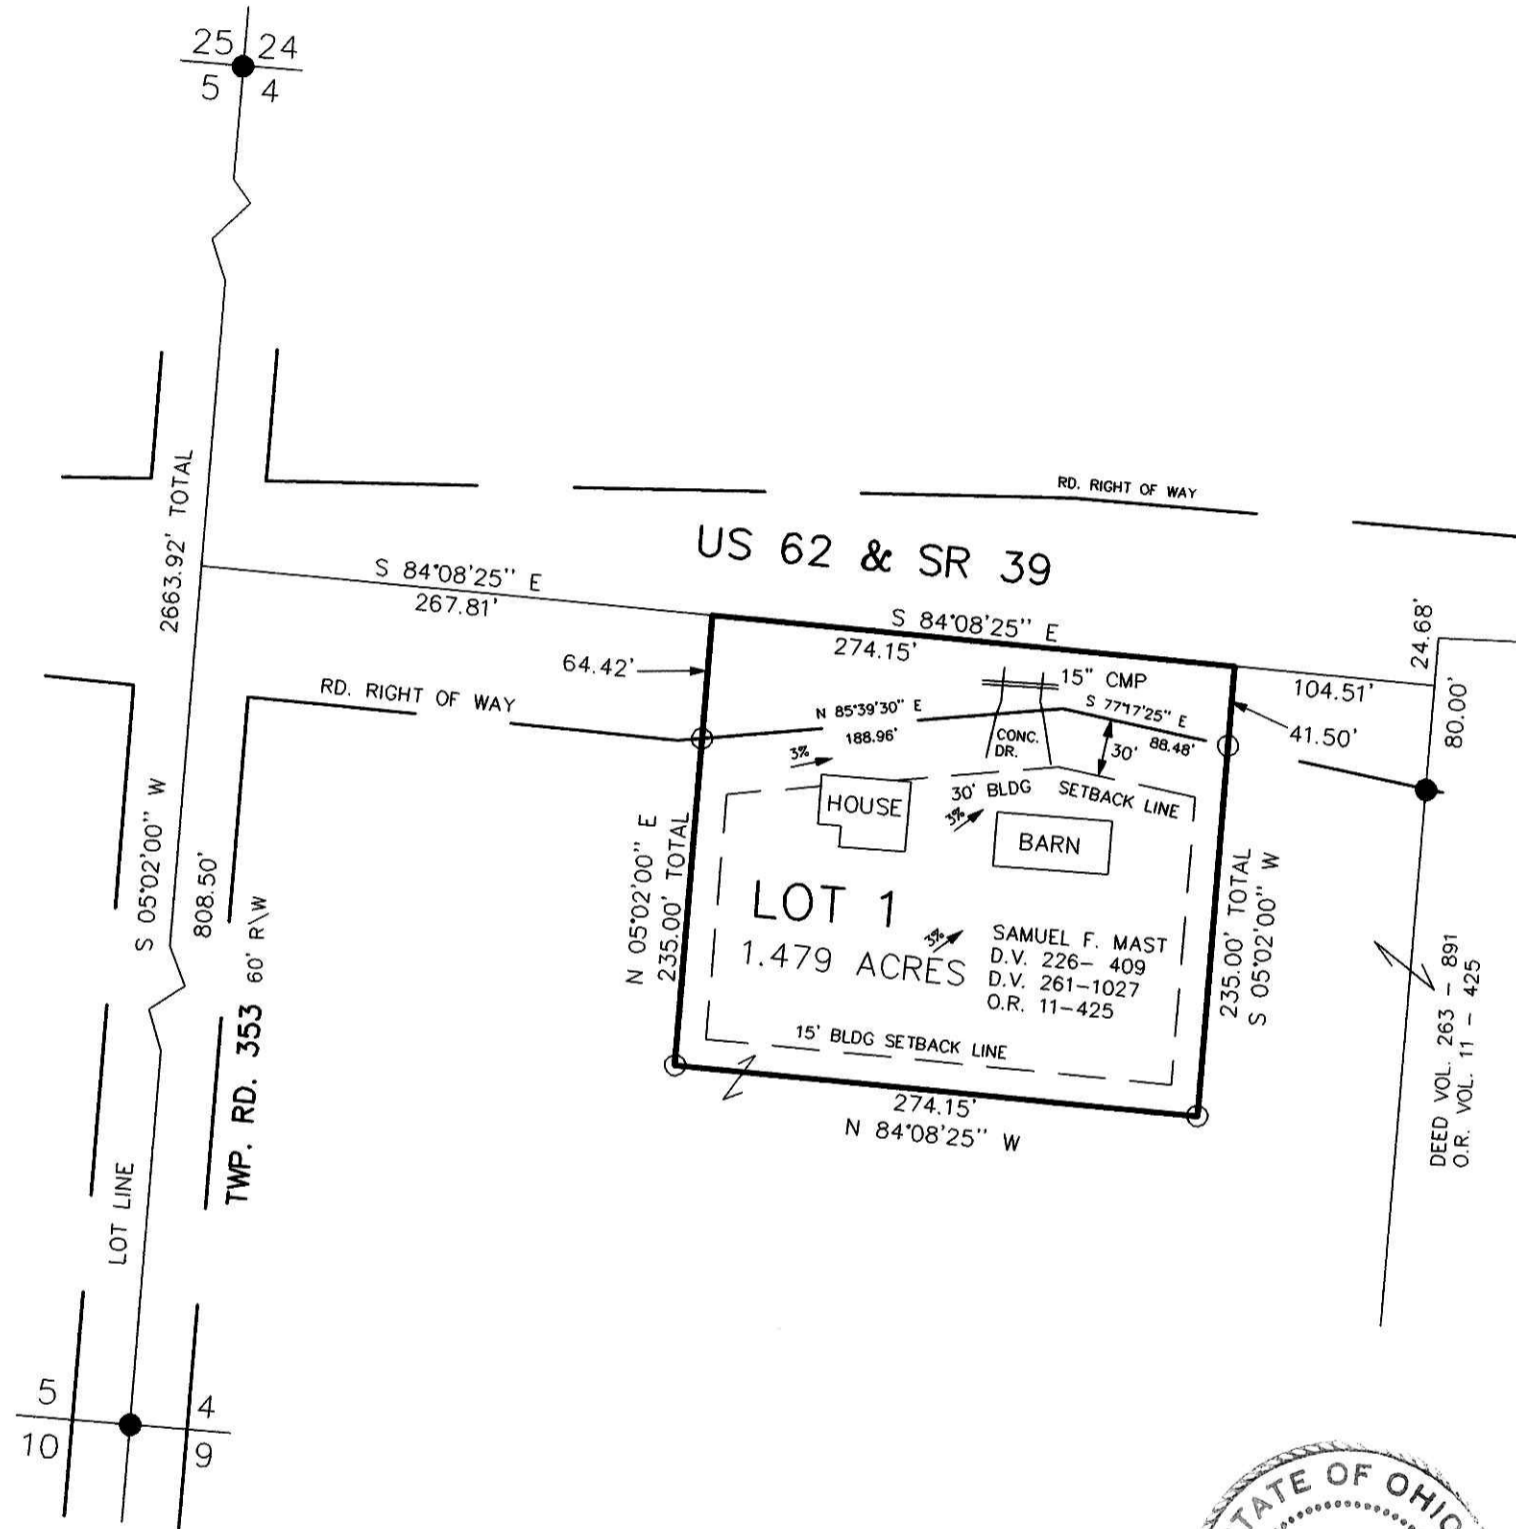 25 24
5 4
2663.92' TOTAL
RD. RIGHT OF WAY
US 62 & SR 39
S 84°08'25" E
267.81'
S 84°08'25" E
274.15'
24.68'
104.51'
80.00'
64.42'
15" CMP
RD. RIGHT OF WAY
N 85°39'30" E
188.96'
S 77°17'25" E
88.48'
41.50'
CONC.
DR.
30'
3%
HOUSE
30' BLDG SETBACK LINE
3%
BARN
S 05°02'00" W
808.50'
N 05°02'00" E
235.00' TOTAL
LOT 1
1.479 ACRES
3%
SAMUEL F. MAST
D.V. 226- 409
D.V. 261-1027
O.R. 11-425
235.00' TOTAL
S 05°02'00" W
15' BLDG SETBACK LINE
274.15'
N 84°08'25" W
DEED VOL. 263 - 891
O.R. VOL. 11 - 425
TWP. RD. 353 60' R\W
LOT LINE
5 4
10 9
STATE OF OHIO